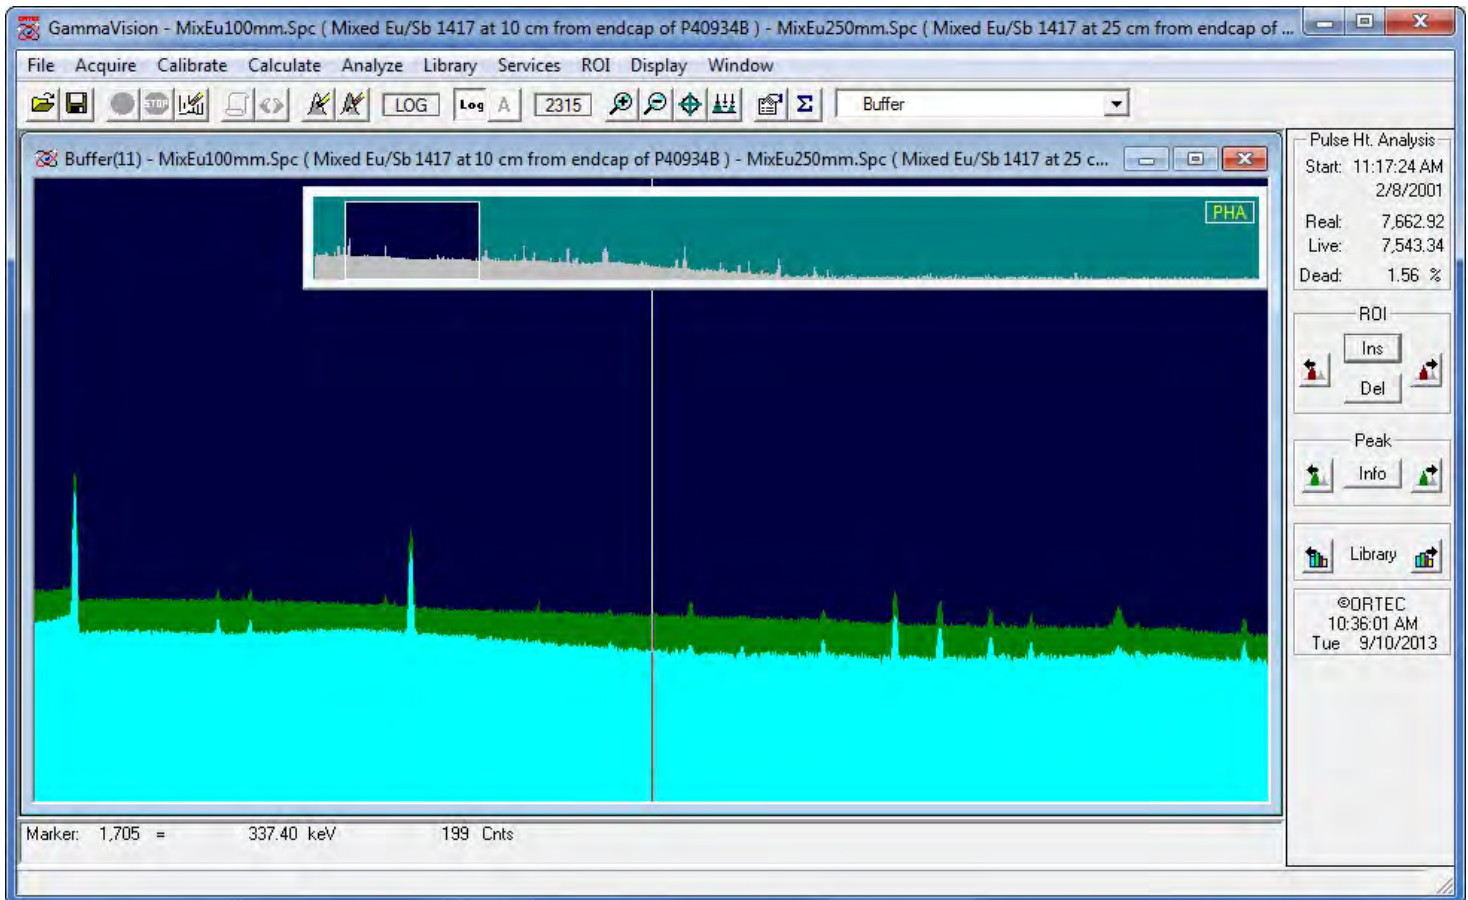 ORTEC
GammaVision - MixEu100mm.Spc ( Mixed Eu/Sb 1417 at 10 cm from endcap of P40934B ) - MixEu250mm.Spc ( Mixed Eu/Sb 1417 at 25 cm from endcap of ...
File Acquire Calibrate Calculate Analyze Library Services ROI Display Window
STOP LOG Log A 2315 Σ Buffer
Buffer(11) - MixEu100mm.Spc ( Mixed Eu/Sb 1417 at 10 cm from endcap of P40934B ) - MixEu250mm.Spc ( Mixed Eu/Sb 1417 at 25 c...
PHA
Pulse Ht. Analysis
Start: 11:17:24 AM
2/8/2001
Real: 7,662.92
Live: 7,543.34
Dead: 1.56 %
ROI
Ins
Del
Peak
Info
Library
©ORTEC
10:36:01 AM
Tue 9/10/2013
Marker: 1,705 = 337.40 keV 199 Cnts